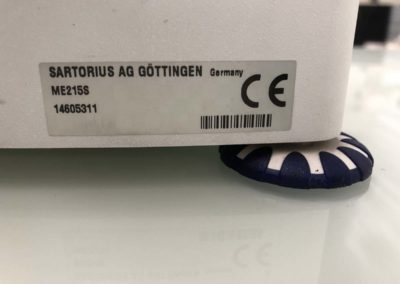 SARTORIUS AG GÖTTINGEN Germany
ME215S
14605311
CE